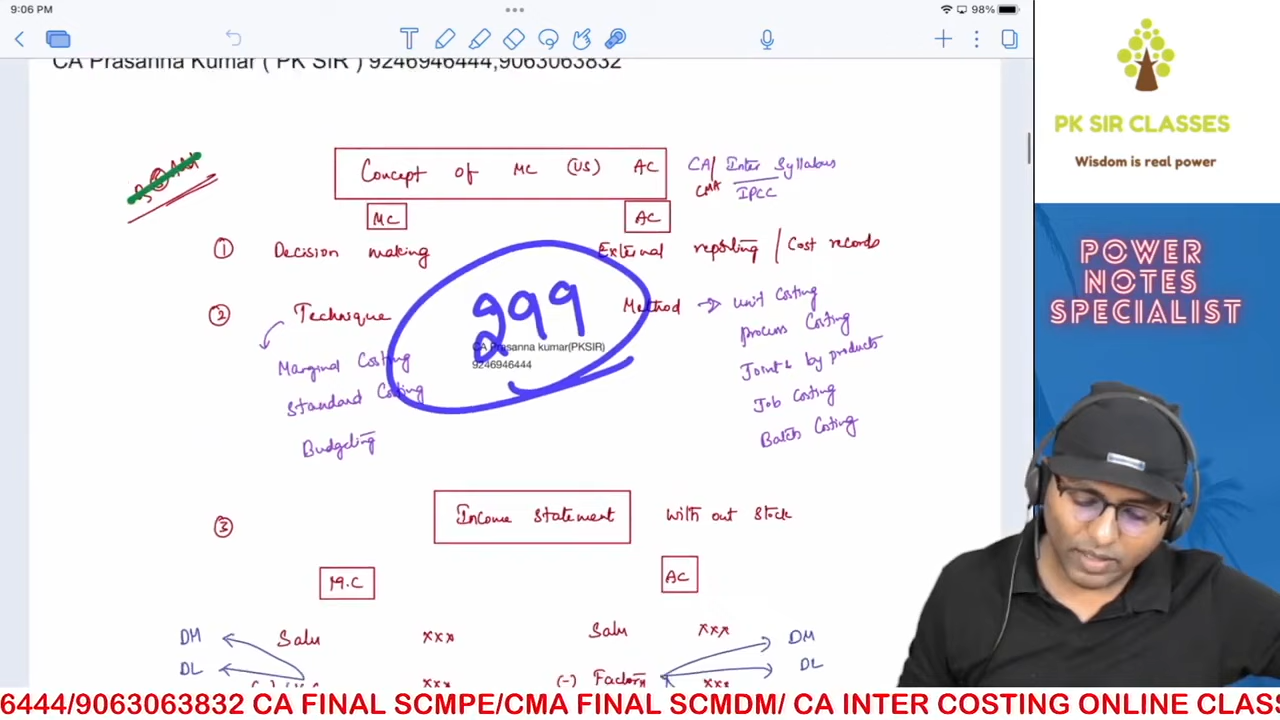 9:06 PM
98%
CA Prasanna Kumar ( PK SIR ) 9246946444,9063063832
Concept of MC (US) AC
CA/ Inter Syllabus
CMA IPCC
MC
AC
① Decision making
External reporting / Cost records
② Technique
Method → Unit Costing
Process Costing
Joint & by products
Job Costing
Batch Costing
Marginal Costing
Standard Costing
Budgeting
299
CA Prasanna kumar(PKSIR)
9246946444
③ Income Statement With out Stock
M.C
AC
DM Sales xxx
Sales xxx DM
DL
(-) Factory xxx DL
PK SIR CLASSES
Wisdom is real power
POWER
NOTES
SPECIALIST
6444/9063063832 CA FINAL SCMPE/CMA FINAL SCMDM/ CA INTER COSTING ONLINE CLASS